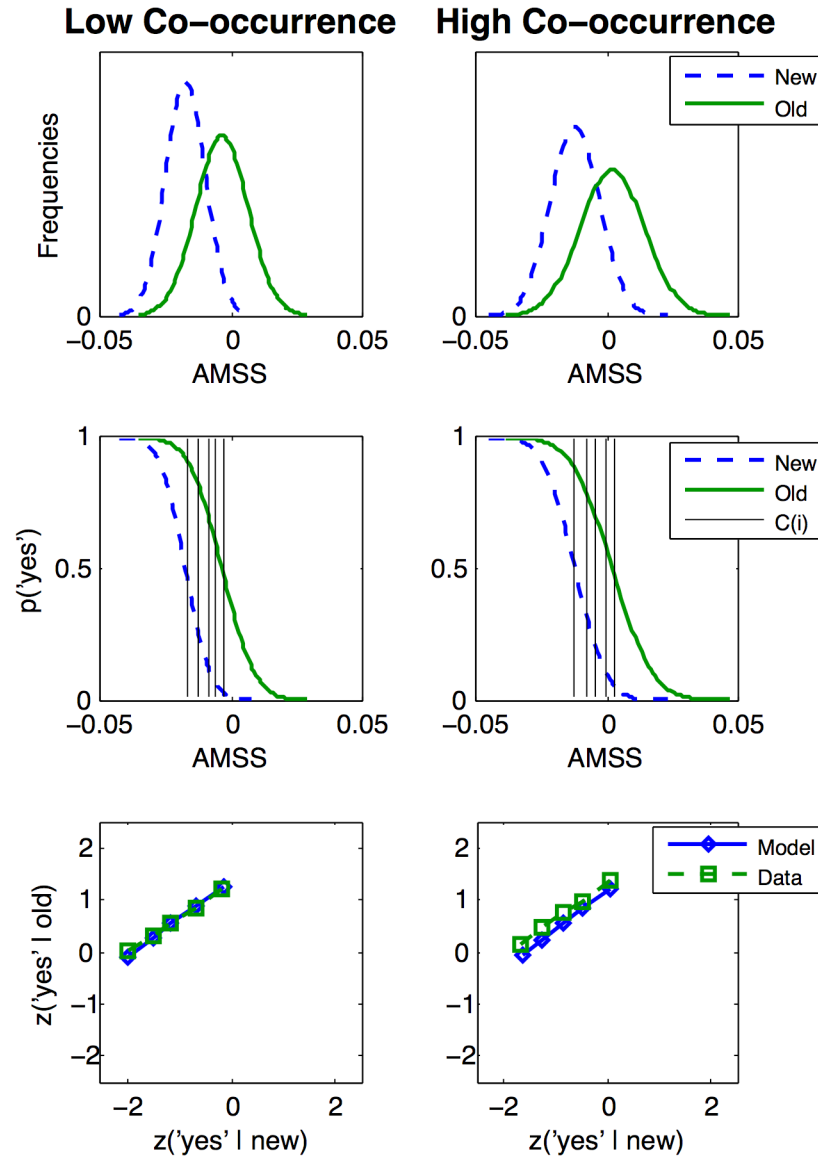 Low Co-occurrence
High Co-occurrence
Frequencies
0
-0.05
0
0.05
AMSS
New
Old
0
-0.05
0
0.05
AMSS
p('yes')
1
0.5
0
-0.05
0
0.05
AMSS
New
Old
C(i)
1
0.5
0
-0.05
0
0.05
AMSS
z('yes' | old)
2
1
0
-1
-2
-2
0
2
z('yes' | new)
Model
Data
2
1
0
-1
-2
-2
0
2
z('yes' | new)